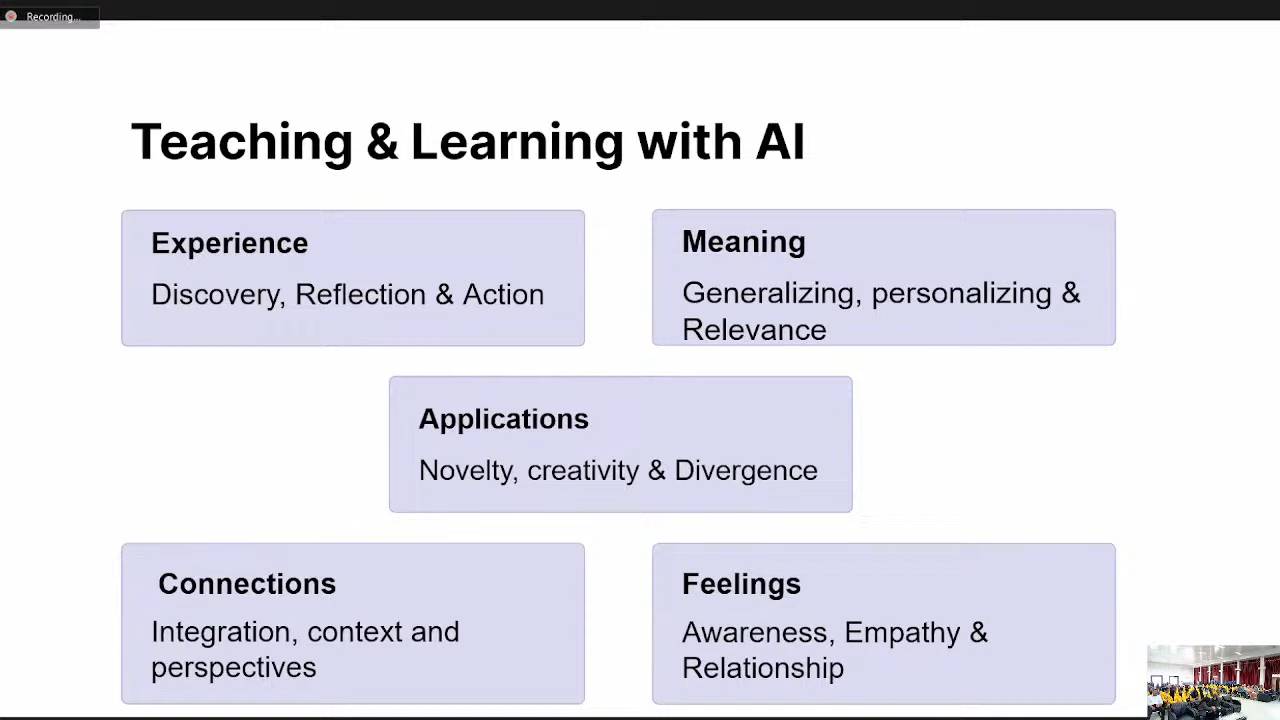 Recording...
Teaching & Learning with AI
Experience
Discovery, Reflection & Action
Meaning
Generalizing, personalizing &
Relevance
Applications
Novelty, creativity & Divergence
Connections
Integration, context and
perspectives
Feelings
Awareness, Empathy &
Relationship